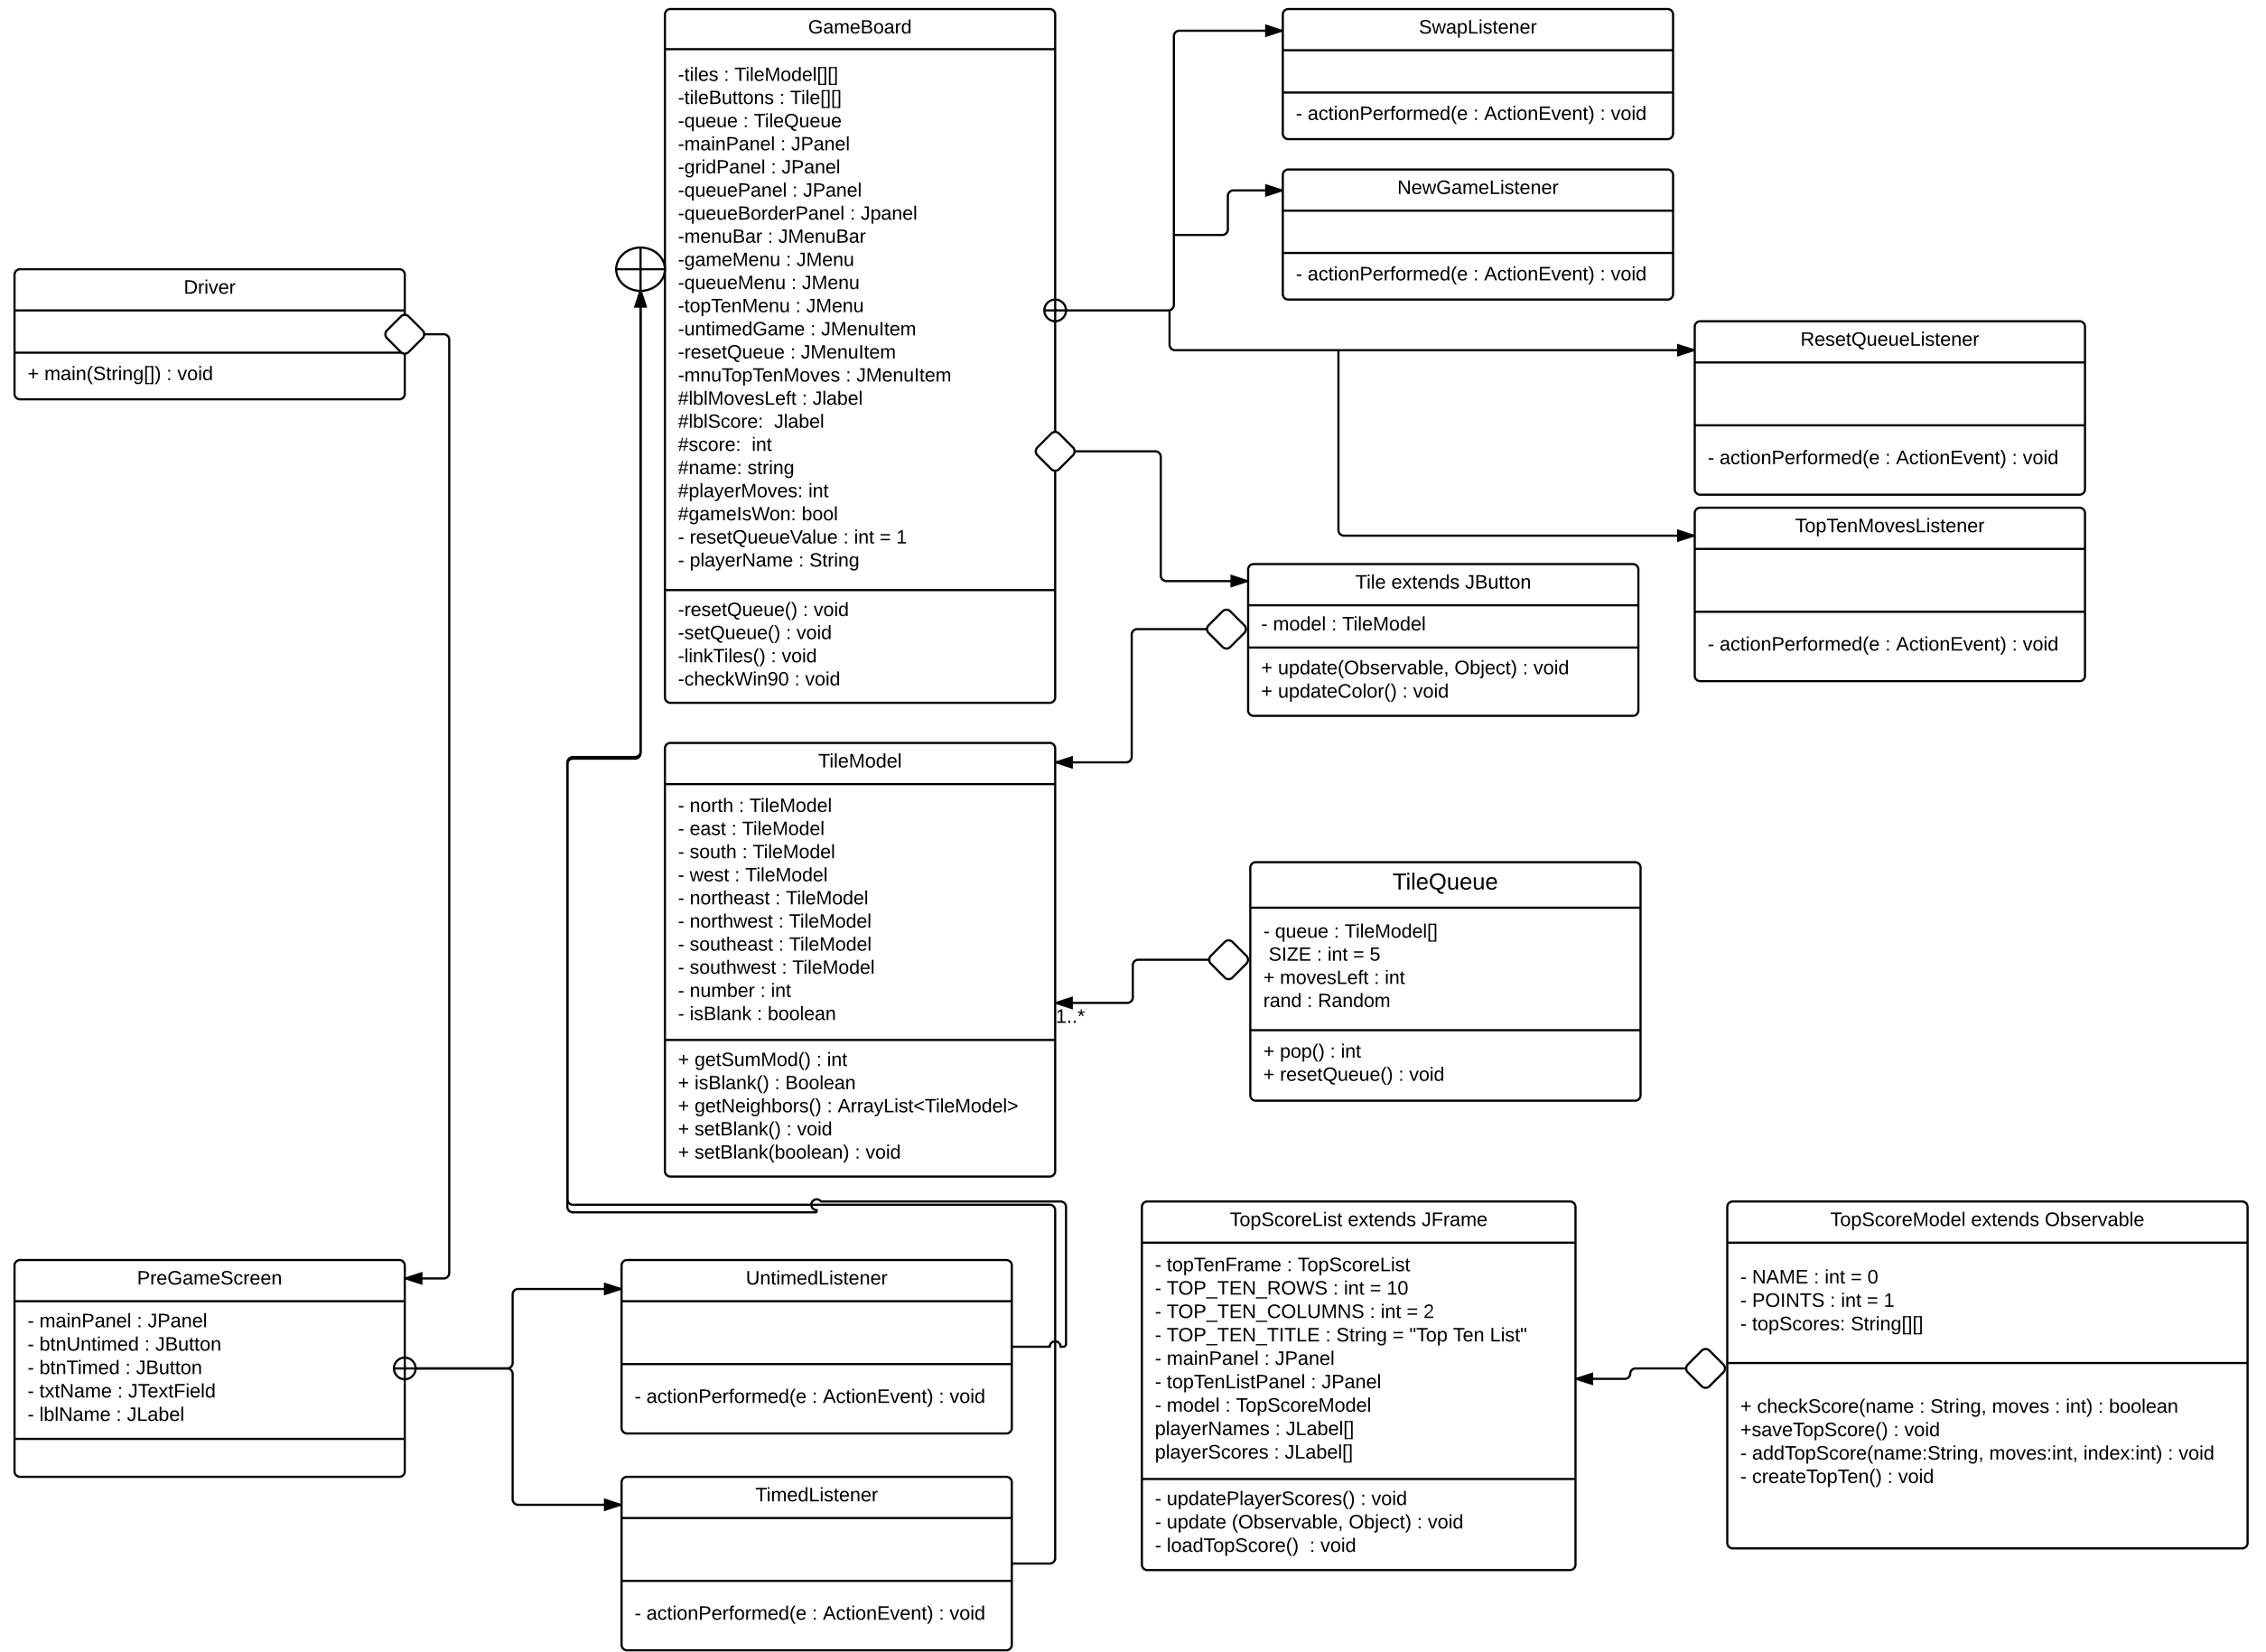 GameBoard
-tiles : TileModel[][]
-tileButtons : Tile[][]
-queue : TileQueue
-mainPanel : JPanel
-gridPanel : JPanel
-queuePanel : JPanel
-queueBorderPanel : Jpanel
-menuBar : JMenuBar
-gameMenu : JMenu
-queueMenu : JMenu
-topTenMenu : JMenu
-untimedGame : JMenuItem
-resetQueue : JMenuItem
-mnuTopTenMoves : JMenuItem
#lblMovesLeft : Jlabel
#lblScore:  Jlabel
#score:  int
#name: string
#playerMoves: int
#gameIsWon: bool
- resetQueueValue : int = 1
- playerName : String
-resetQueue() : void
-setQueue() : void
-linkTiles() : void
-checkWin90 : void
SwapListener
- actionPerformed(e : ActionEvent) : void
NewGameListener
- actionPerformed(e : ActionEvent) : void
Driver
+ main(String[]) : void
ResetQueueListener
- actionPerformed(e : ActionEvent) : void
TopTenMovesListener
- actionPerformed(e : ActionEvent) : void
Tile extends JButton
- model : TileModel
+ update(Observable, Object) : void
+ updateColor() : void
TileModel
- north : TileModel
- east : TileModel
- south : TileModel
- west : TileModel
- northeast : TileModel
- northwest : TileModel
- southeast : TileModel
- southwest : TileModel
- number : int
- isBlank : boolean
+ getSumMod() : int
+ isBlank() : Boolean
+ getNeighbors() : ArrayList<TileModel>
+ setBlank() : void
+ setBlank(boolean) : void
1..*
TileQueue
- queue : TileModel[]
SIZE : int = 5
+ movesLeft : int
rand : Random
+ pop() : int
+ resetQueue() : void
PreGameScreen
- mainPanel : JPanel
- btnUntimed : JButton
- btnTimed : JButton
- txtName : JTextField
- lblName : JLabel
UntimedListener
- actionPerformed(e : ActionEvent) : void
TimedListener
- actionPerformed(e : ActionEvent) : void
TopScoreList extends JFrame
- topTenFrame : TopScoreList
- TOP_TEN_ROWS : int = 10
- TOP_TEN_COLUMNS : int = 2
- TOP_TEN_TITLE : String = "Top Ten List"
- mainPanel : JPanel
- topTenListPanel : JPanel
- model : TopScoreModel
playerNames : JLabel[]
playerScores : JLabel[]
- updatePlayerScores() : void
- update (Observable, Object) : void
- loadTopScore()  : void
TopScoreModel extends Observable
- NAME : int = 0
- POINTS : int = 1
- topScores: String[][]
+ checkScore(name : String, moves : int) : boolean
+saveTopScore() : void
- addTopScore(name:String, moves:int, index:int) : void
- createTopTen() : void